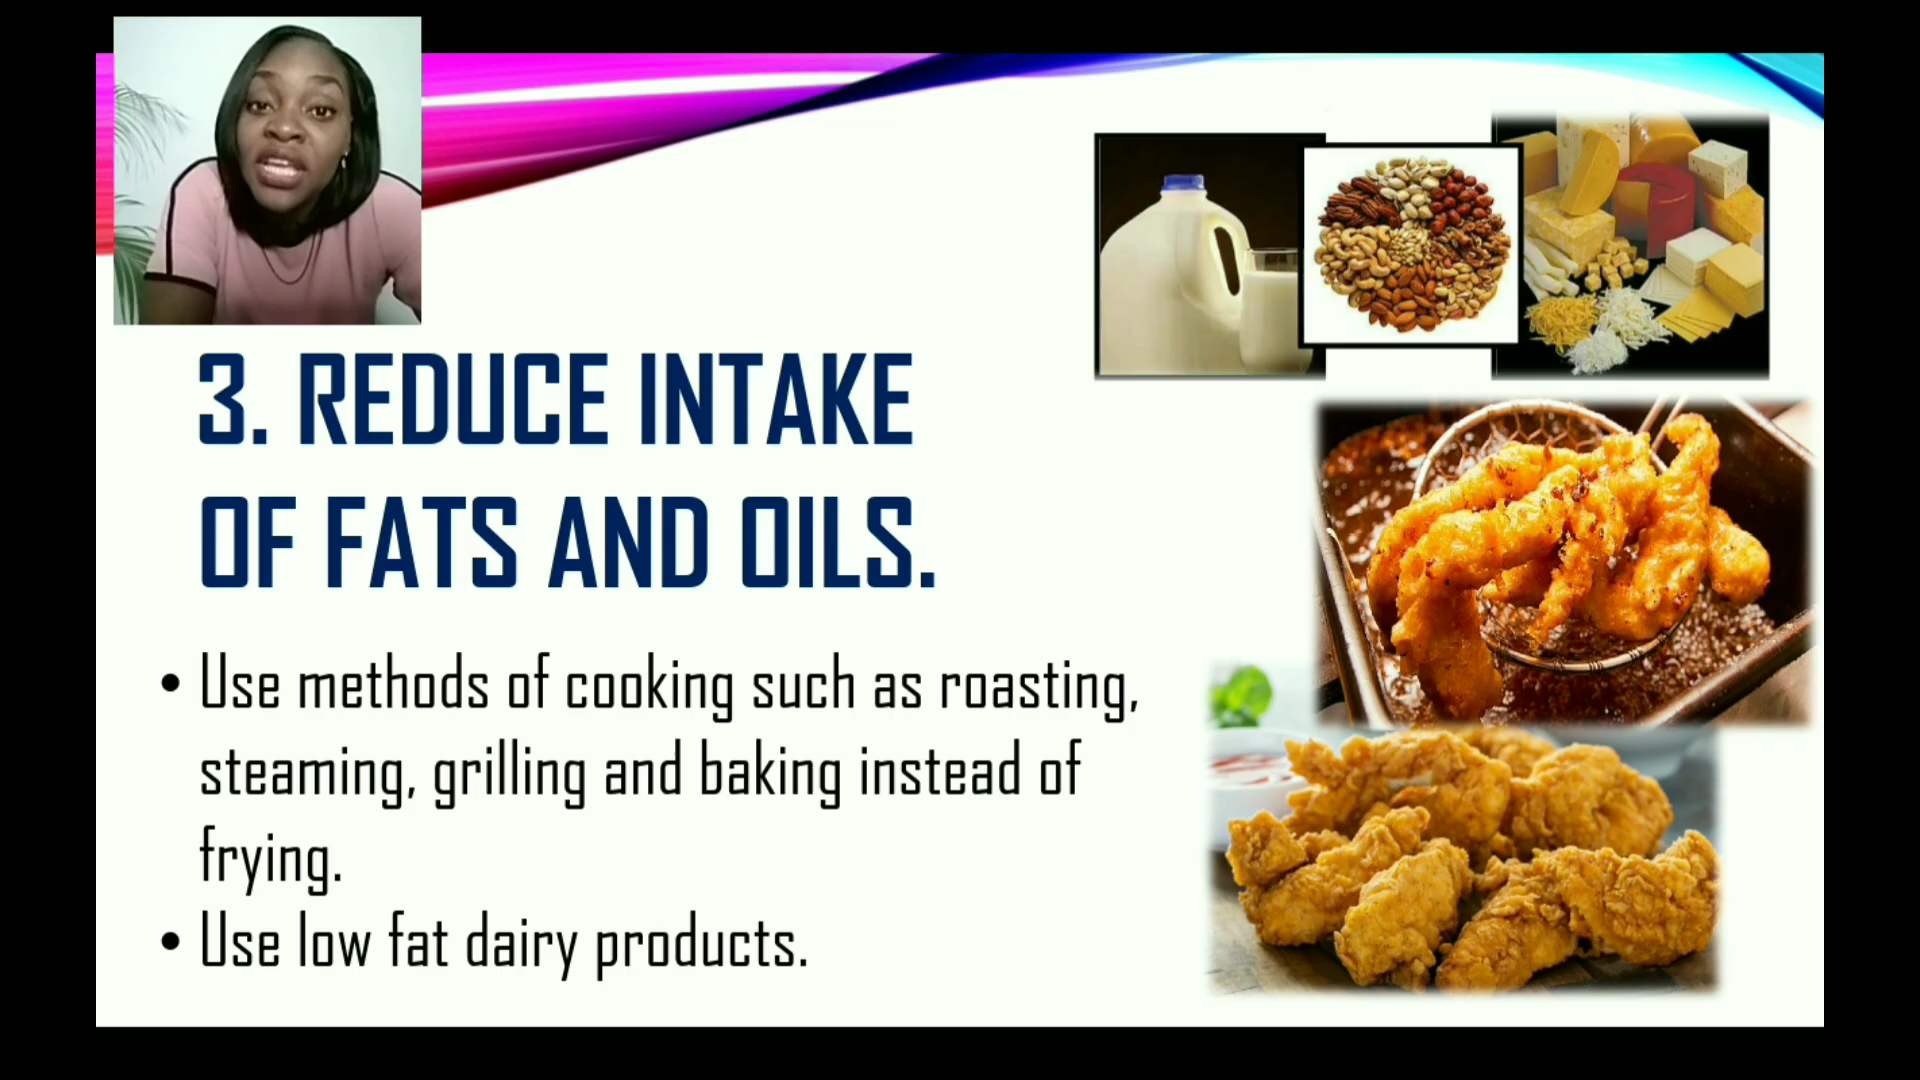 3. REDUCE INTAKE
OF FATS AND OILS.
• Use methods of cooking such as roasting,
steaming, grilling and baking instead of
frying.
• Use low fat dairy products.